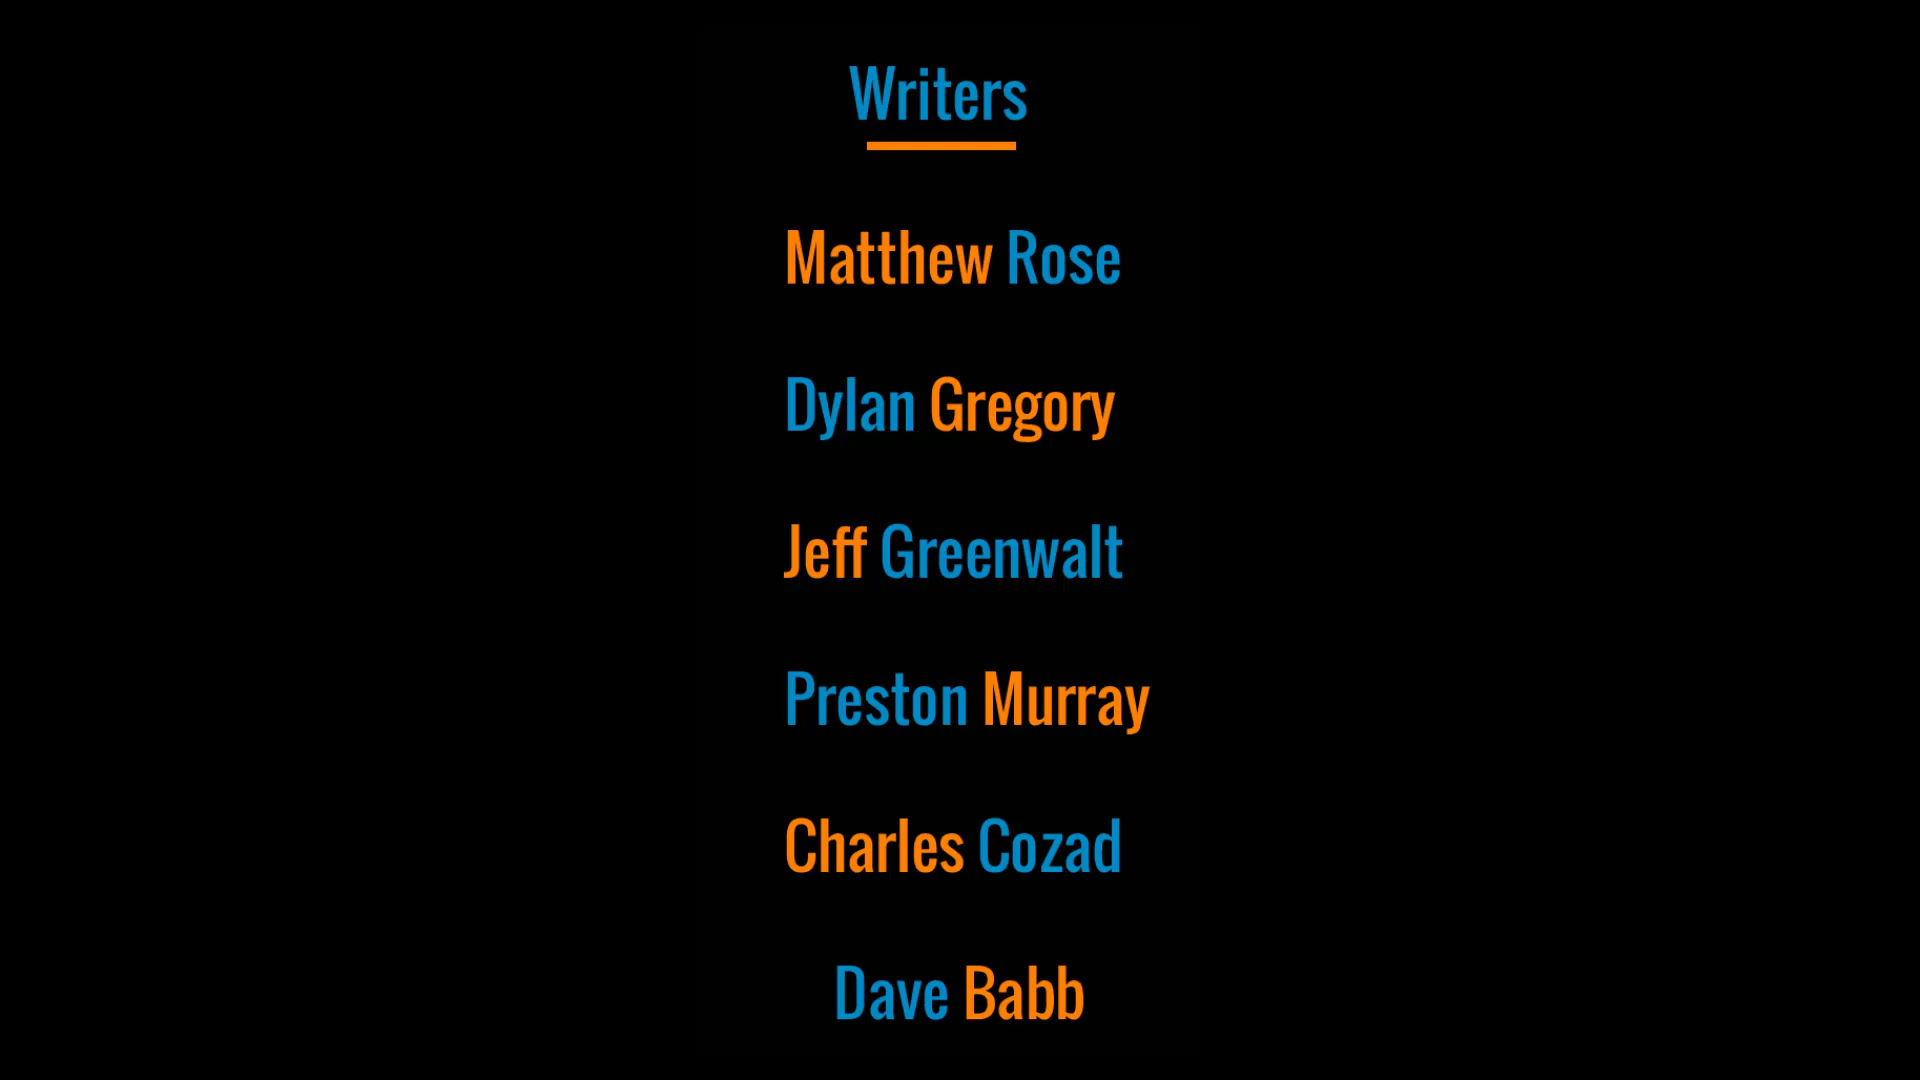 Writers
Matthew Rose
Dylan Gregory
Jeff Greenwalt
Preston Murray
Charles Cozad
Dave Babb